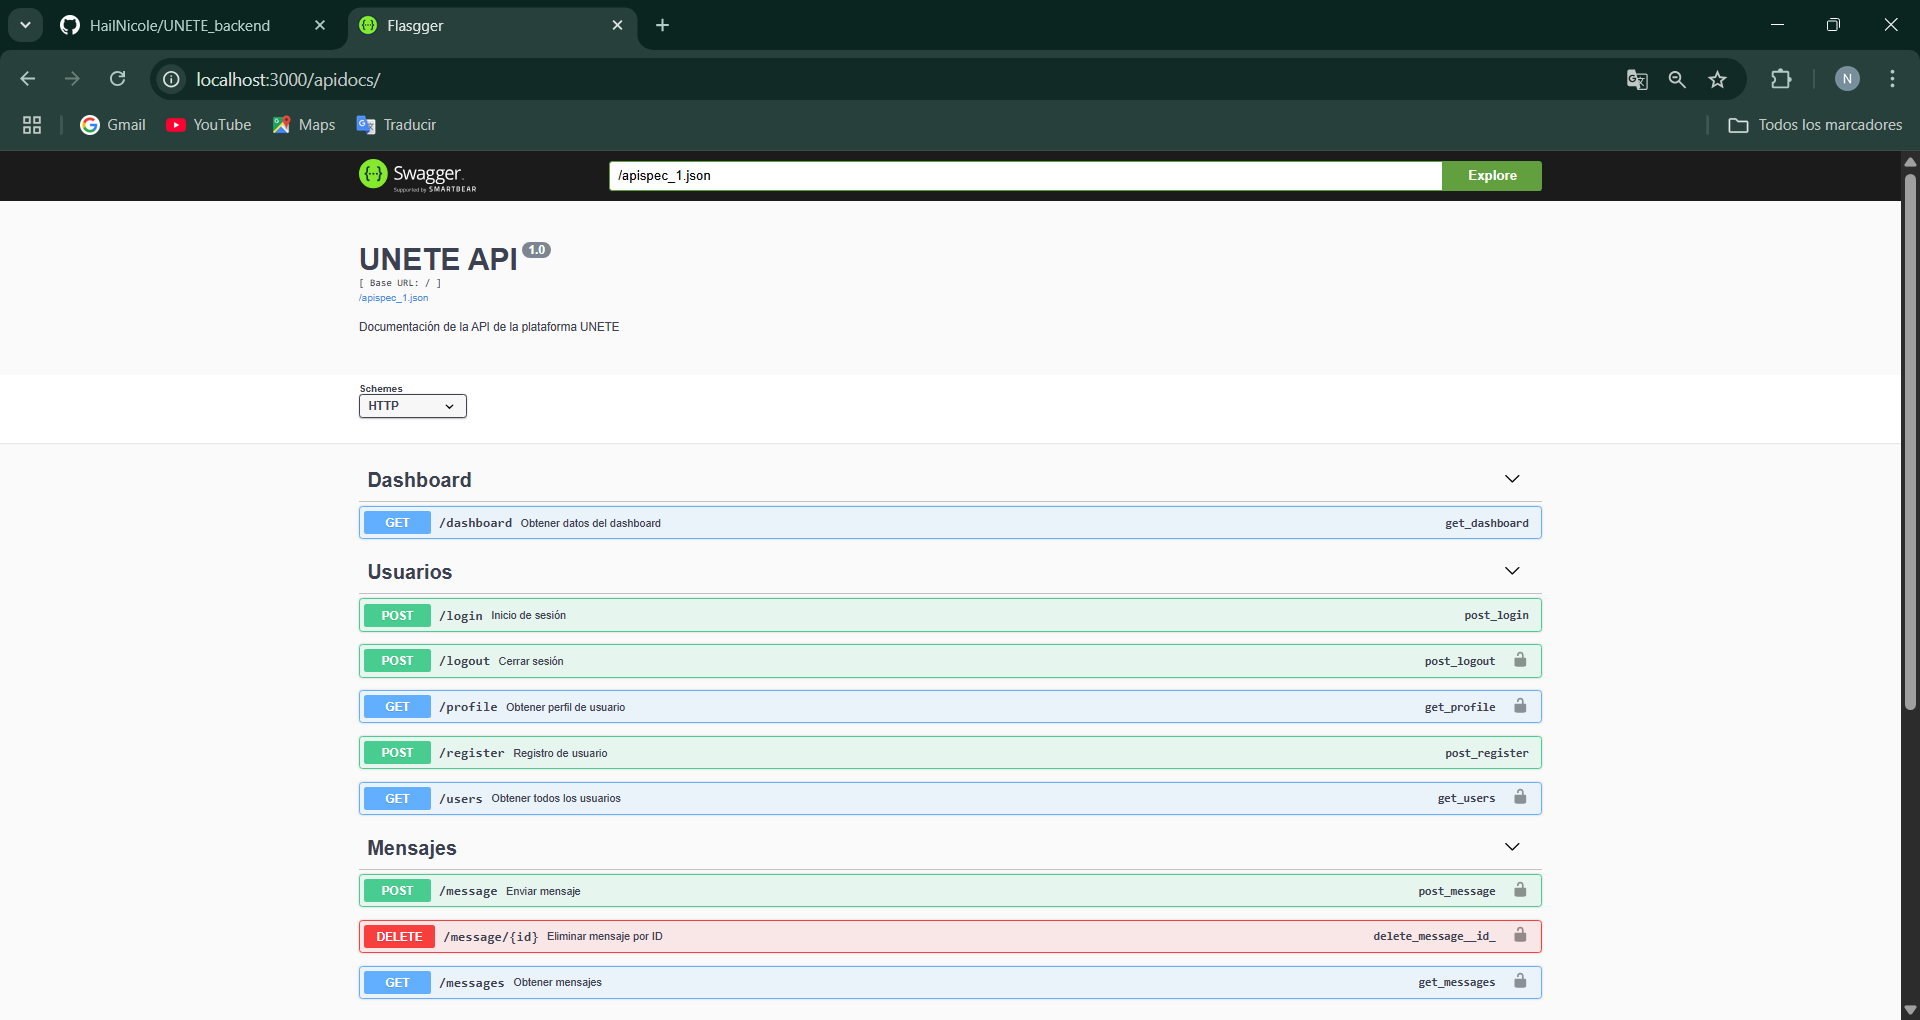 HailNicole/UNETE_backend
Flasgger
localhost:3000/apidocs/
N
Gmail
YouTube
Maps
Traducir
Todos los marcadores
Swagger.
Supported by SMARTBEAR
/apispec_1.json
Explore
UNETE API 1.0
[ Base URL: / ]
/apispec_1.json
Documentación de la API de la plataforma UNETE
Schemes
HTTP
Dashboard
GET /dashboard Obtener datos del dashboard get_dashboard
Usuarios
POST /login Inicio de sesión post_login
POST /logout Cerrar sesión post_logout
GET /profile Obtener perfil de usuario get_profile
POST /register Registro de usuario post_register
GET /users Obtener todos los usuarios get_users
Mensajes
POST /message Enviar mensaje post_message
DELETE /message/{id} Eliminar mensaje por ID delete_message__id_
GET /messages Obtener mensajes get_messages